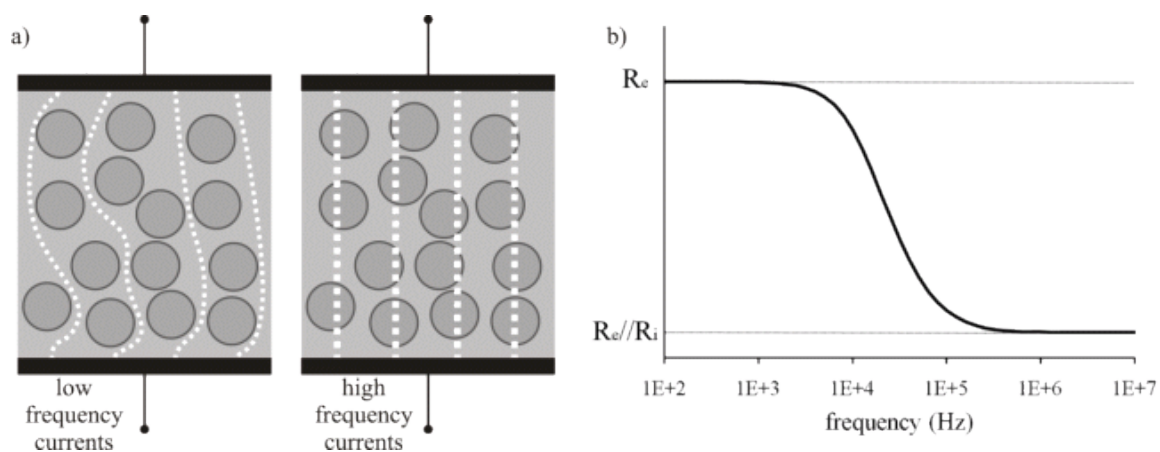 a)
low
frequency
currents
high
frequency
currents
b)
Re
Re//Ri
1E+2 1E+3 1E+4 1E+5 1E+6 1E+7
frequency (Hz)